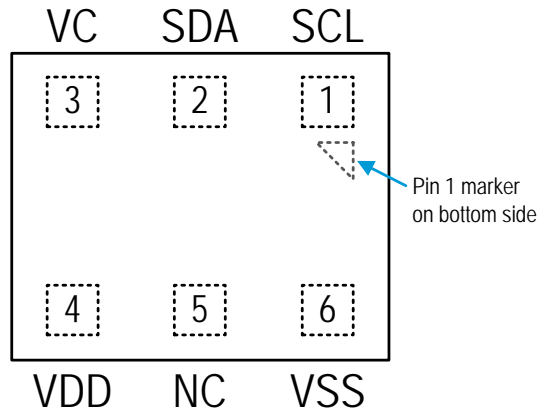 VC SDA SCL
3 2 1
Pin 1 marker
on bottom side
4 5 6
VDD NC VSS